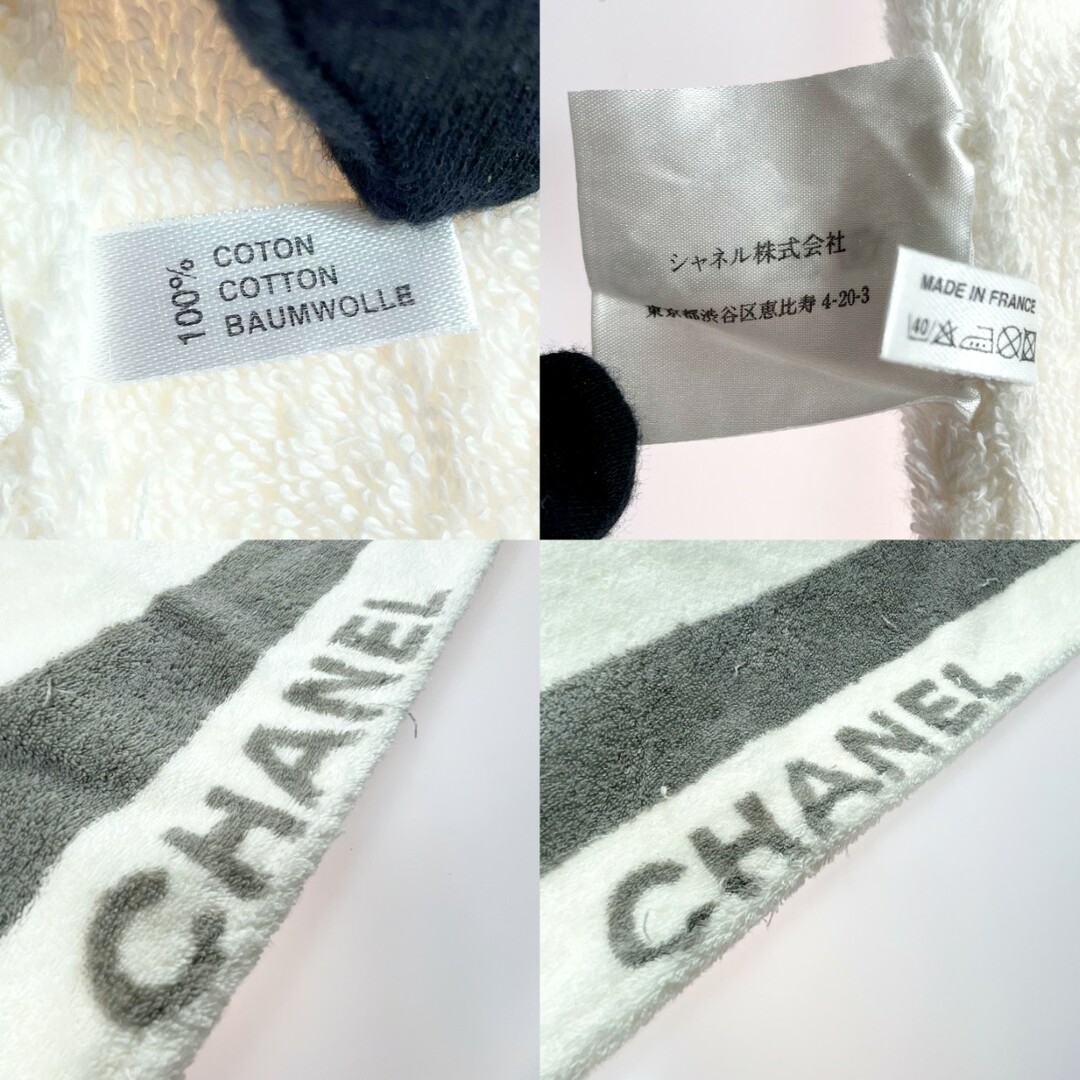 100%
COTON
COTTON
BAUMWOLLE
シャネル株式会社
東京都渋谷区恵比寿 4-20-3
MADE IN FRANCE
40
CHANEL
CHANEL